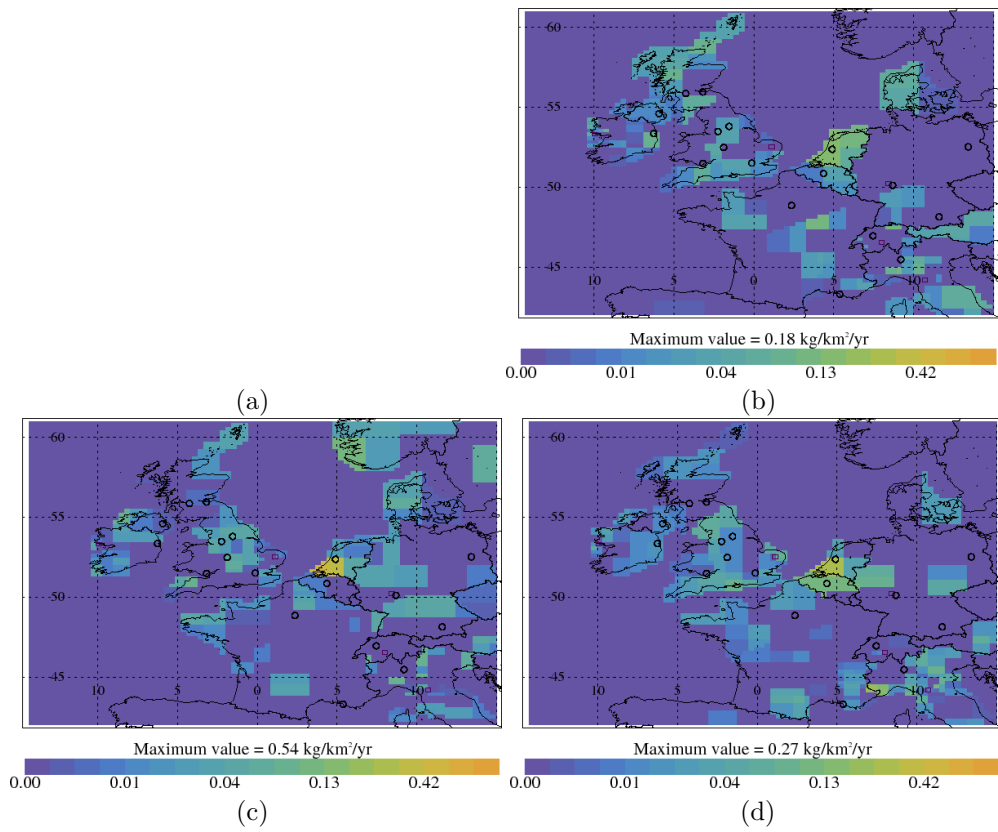 60
55
50
45
10
5
0
5
10
Maximum value = 0.18 kg/km²/yr
0.00 0.01 0.04 0.13 0.42
(a) (b)
60 60
55 55
50 50
45 45
10 5 0 5 10 10 5 0 5 10
Maximum value = 0.54 kg/km²/yr Maximum value = 0.27 kg/km²/yr
0.00 0.01 0.04 0.13 0.42 0.00 0.01 0.04 0.13 0.42
(c) (d)